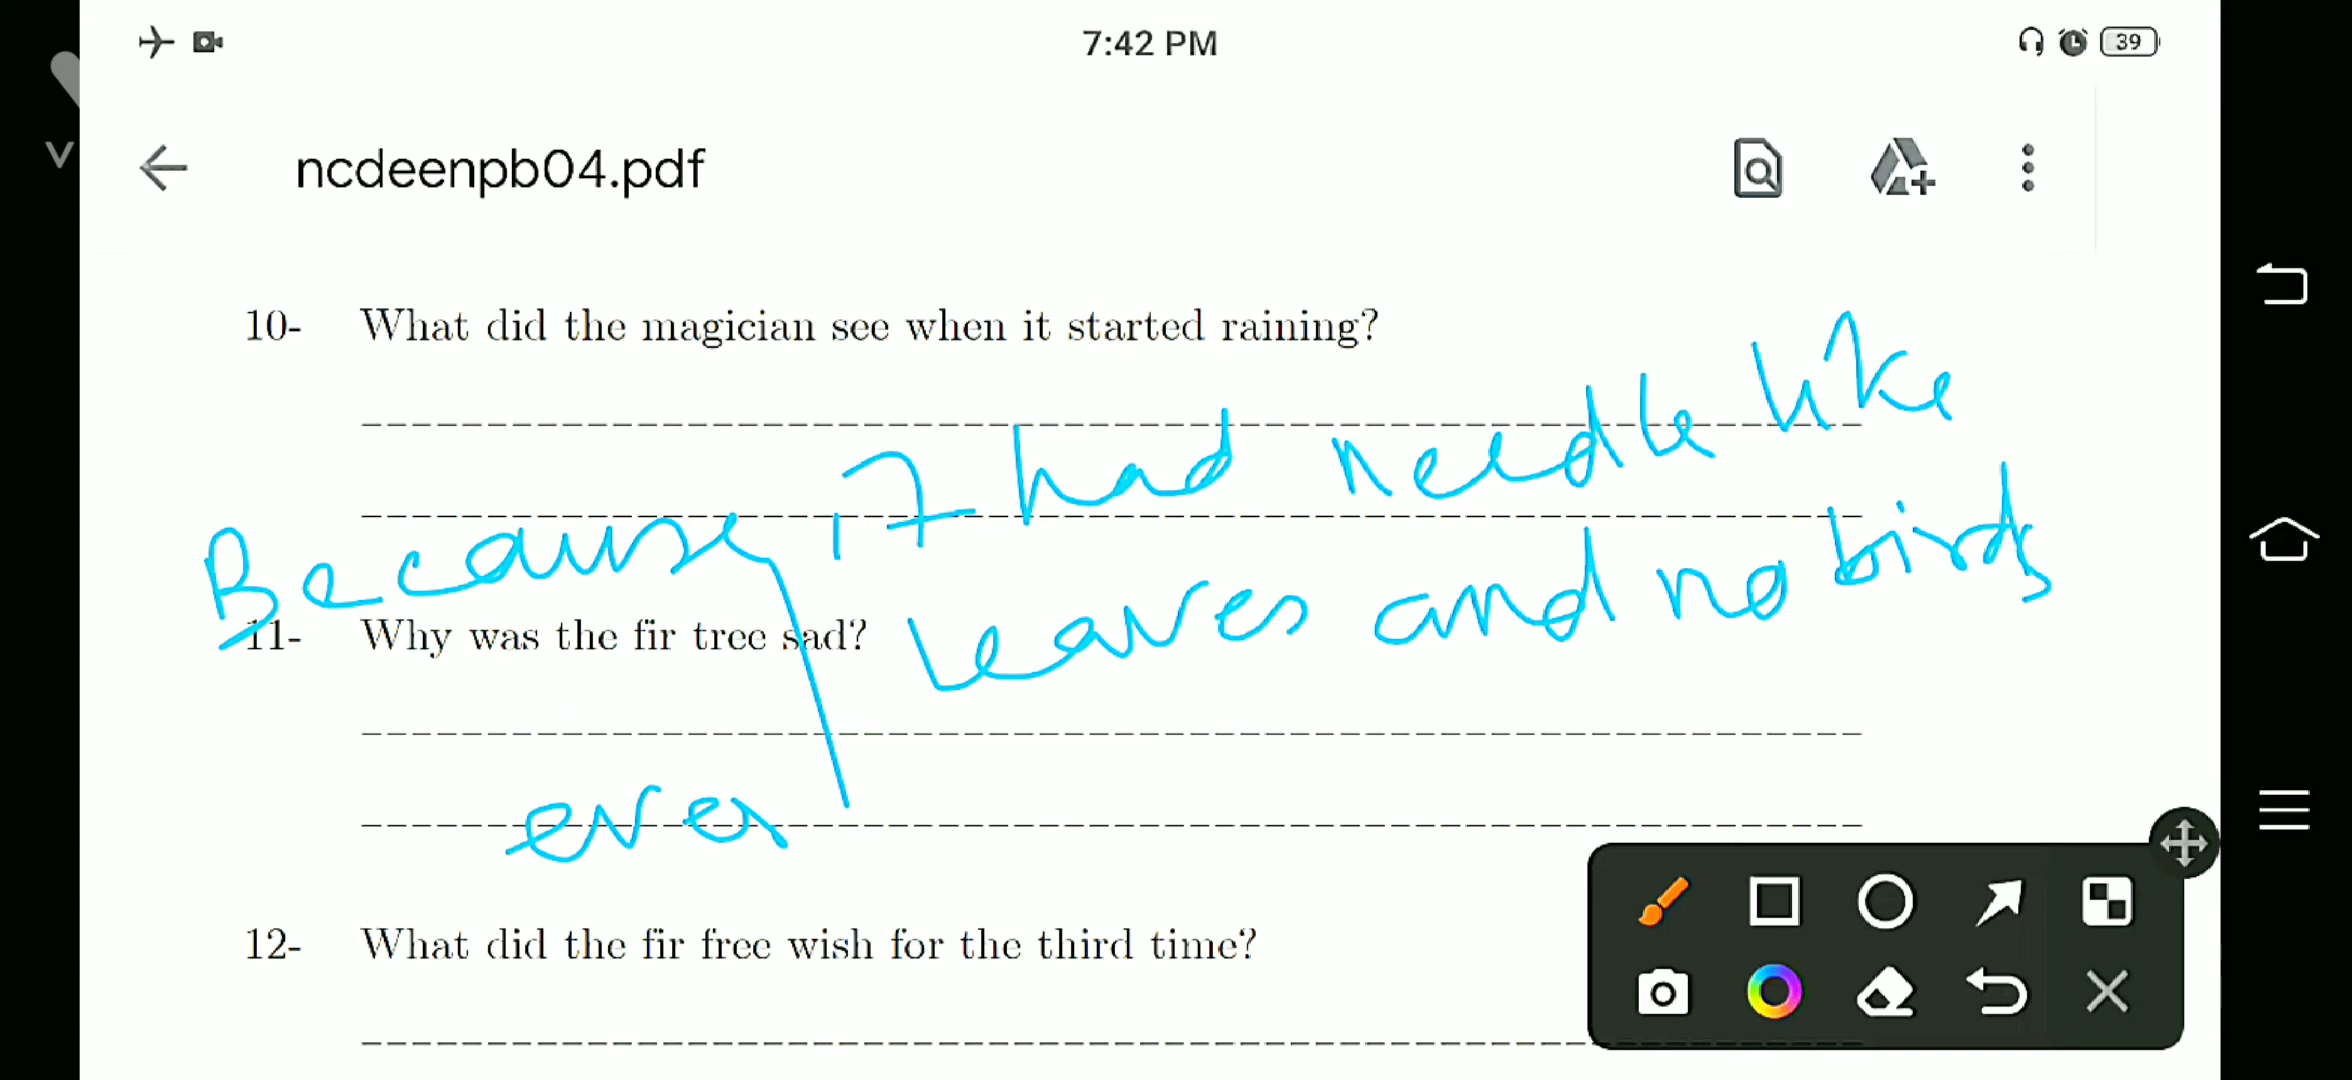 7:42 PM
39
v
ncdeenpb04.pdf
10- What did the magician see when it started raining?
Because it had needle like
leaves and no birds
11- Why was the fir tree sad?
ever
12- What did the fir free wish for the third time?